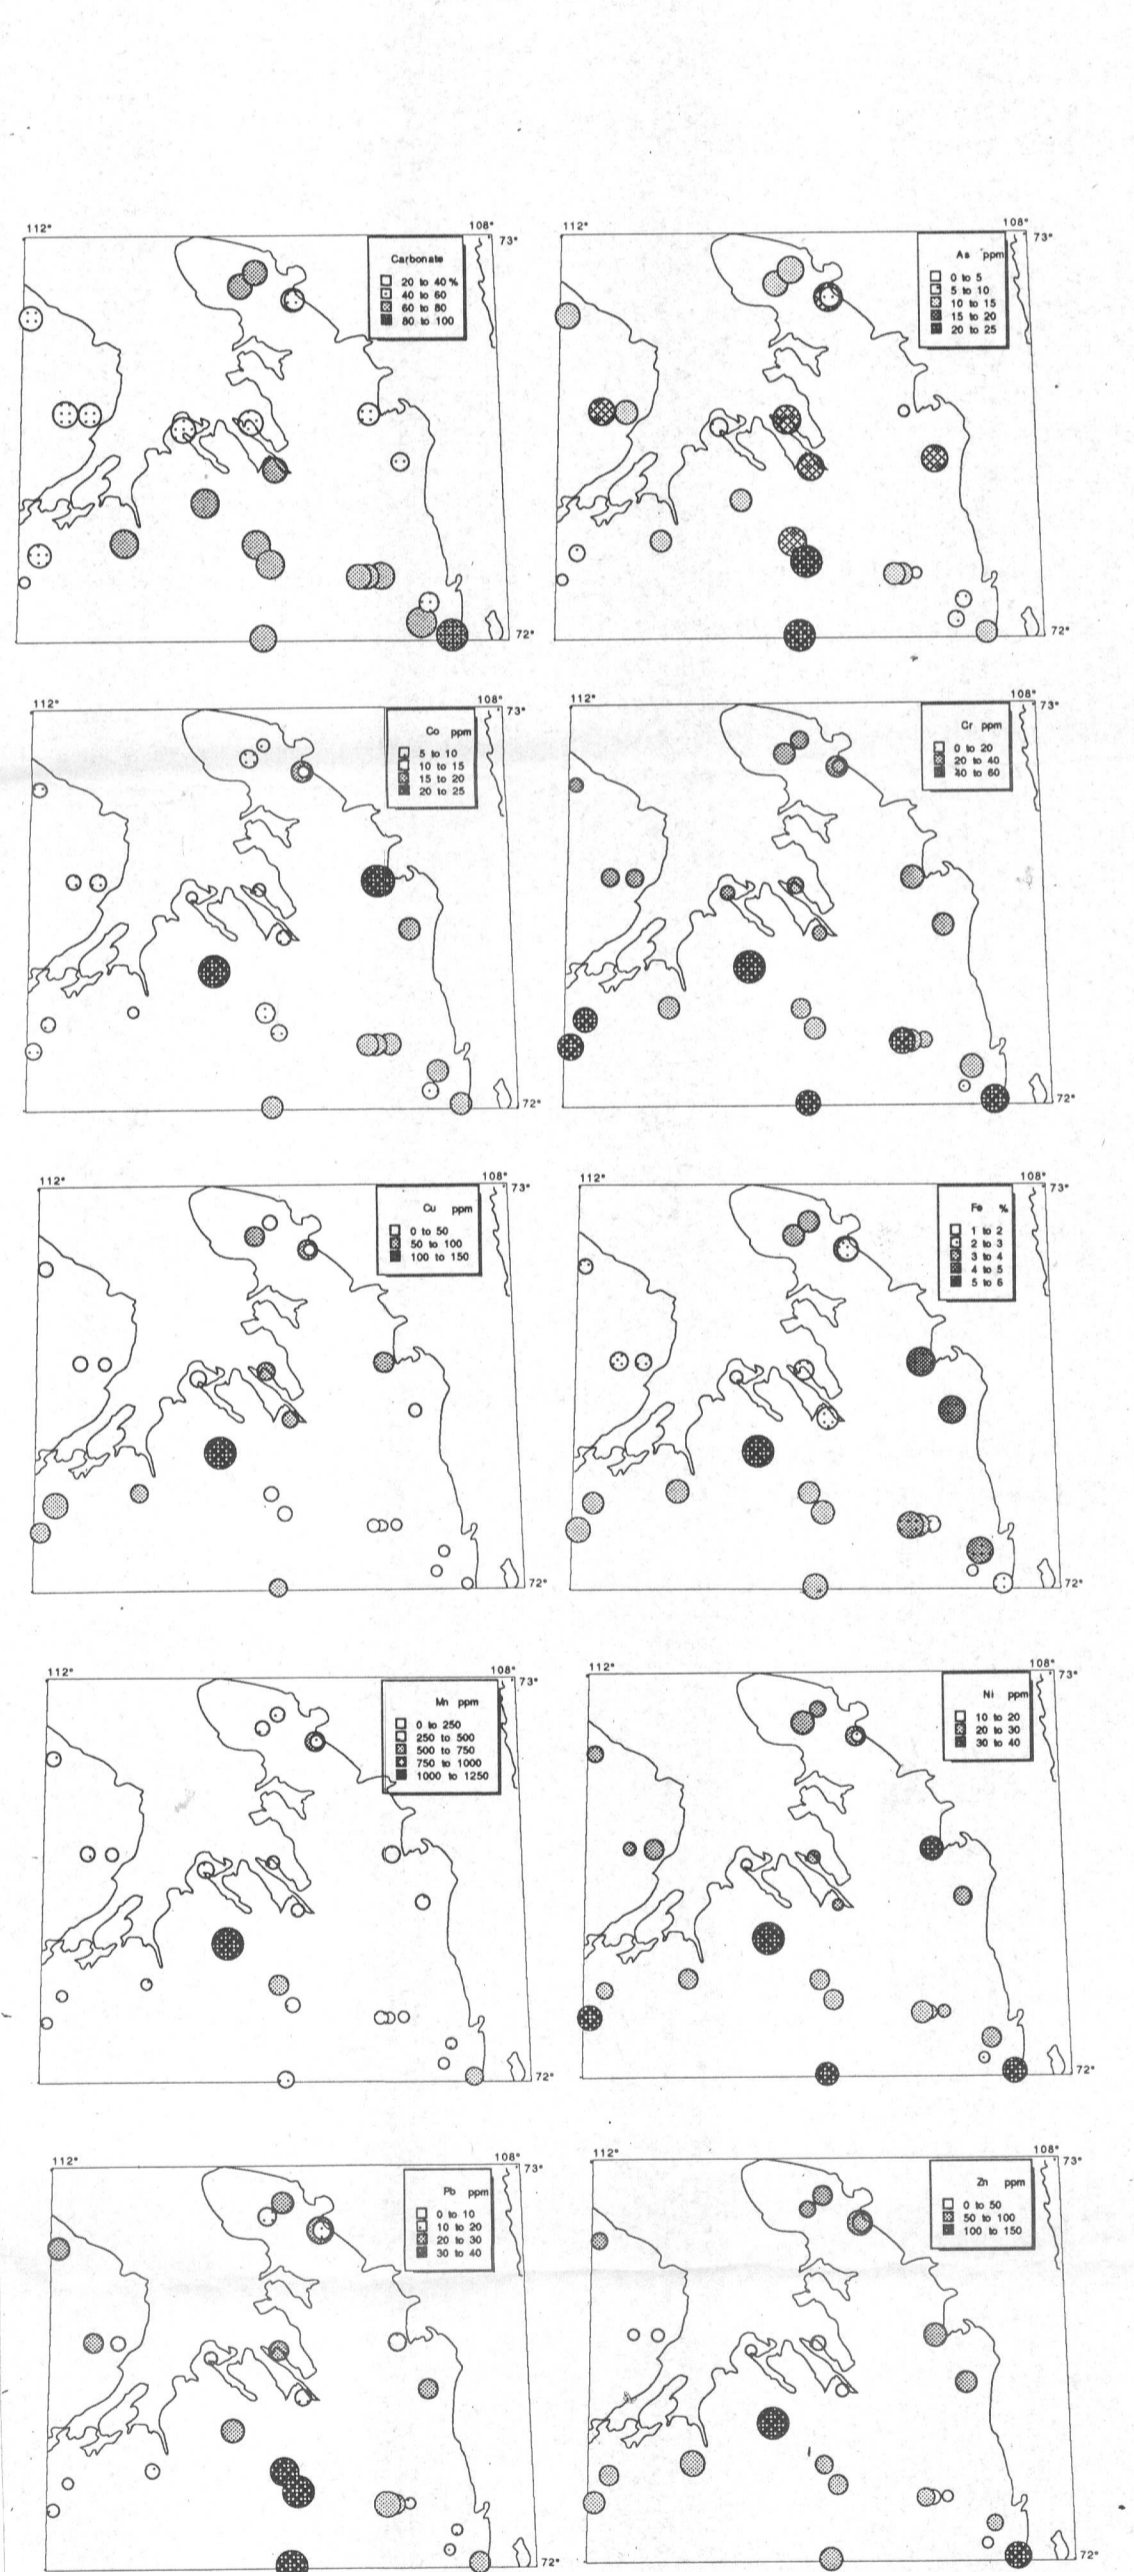 112°
108°
73°
Carbonate
20 to 40 %
40 to 60
60 to 80
80 to 100
72°
112°
108°
73°
As ppm
0 to 5
5 to 10
10 to 15
15 to 20
20 to 25
72°
112°
108°
73°
Co ppm
5 to 10
10 to 15
15 to 20
20 to 25
72°
112°
108°
73°
Cr ppm
0 to 20
20 to 40
40 to 60
72°
112°
108°
73°
Cu ppm
0 to 50
50 to 100
100 to 150
72°
112°
108°
73°
Fe %
1 to 2
2 to 3
3 to 4
4 to 5
5 to 6
72°
112°
108°
73°
Mn ppm
0 to 250
250 to 500
500 to 750
750 to 1000
1000 to 1250
72°
112°
108°
73°
Ni ppm
10 to 20
20 to 30
30 to 40
72°
112°
108°
73°
Pb ppm
0 to 10
10 to 20
20 to 30
30 to 40
72°
112°
108°
73°
Zn ppm
0 to 50
50 to 100
100 to 150
72°